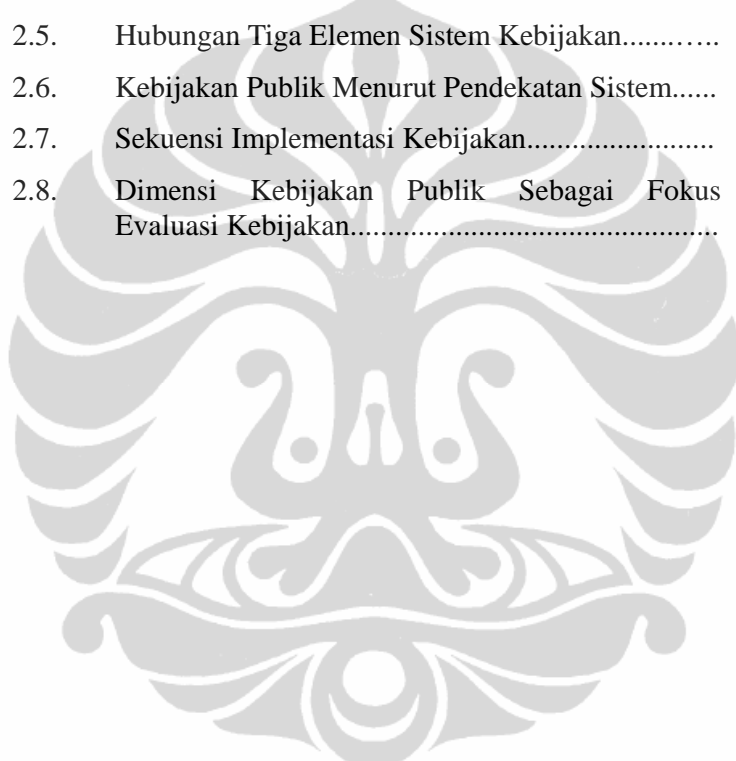 2.5. Hubungan Tiga Elemen Sistem Kebijakan.......…..
2.6. Kebijakan Publik Menurut Pendekatan Sistem......
2.7. Sekuensi Implementasi Kebijakan.........................
2.8. Dimensi Kebijakan Publik Sebagai Fokus
Evaluasi Kebijakan.................................................